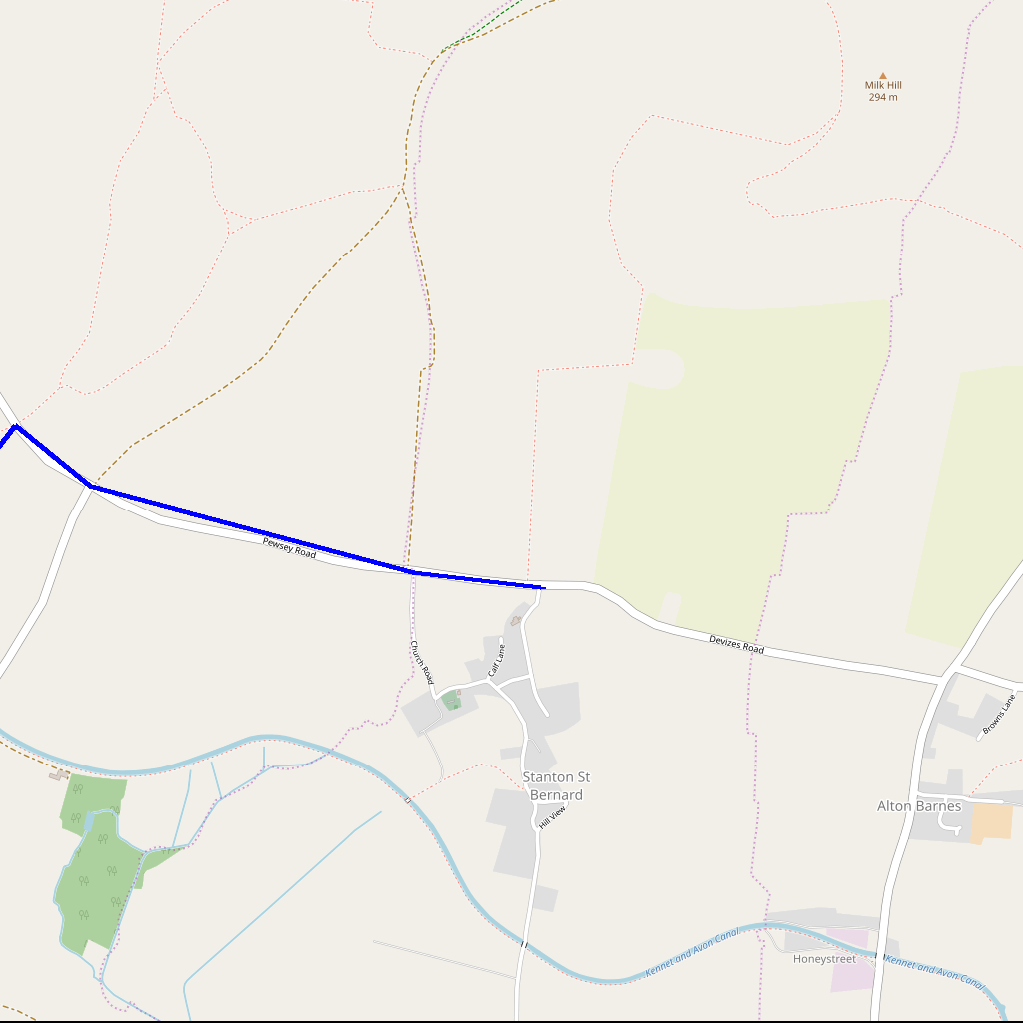 Milk Hill
294 m
Pewsey Road
Devizes Road
Church Road
Calf Lane
Browns Lane
Stanton St
Bernard
Hill View
Alton Barnes
Kennet and Avon Canal
Honeystreet
Kennet and Avon Canal